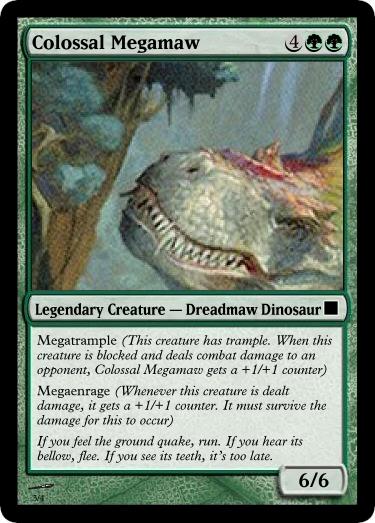 Colossal Megamaw 4
Legendary Creature — Dreadmaw Dinosaur
Megatrample (This creature has trample. When this
creature is blocked and deals combat damage to an
opponent, Colossal Megamaw gets a +1/+1 counter)
Megaenrage (Whenever this creature is dealt
damage, it gets a +1/+1 counter. It must survive the
damage for this to occur)
If you feel the ground quake, run. If you hear its
bellow, flee. If you see its teeth, it's too late.
6/6
3/4